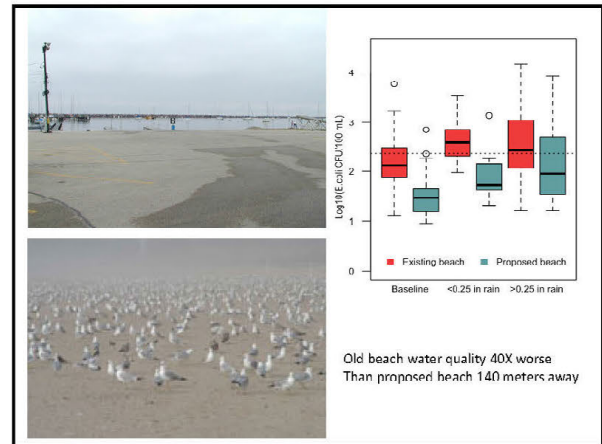 Log10(E.coli CFU/100 mL)
4
3
2
1
0
Existing beach
Proposed beach
Baseline
<0.25 in rain
>0.25 in rain
Old beach water quality 40X worse
Than proposed beach 140 meters away